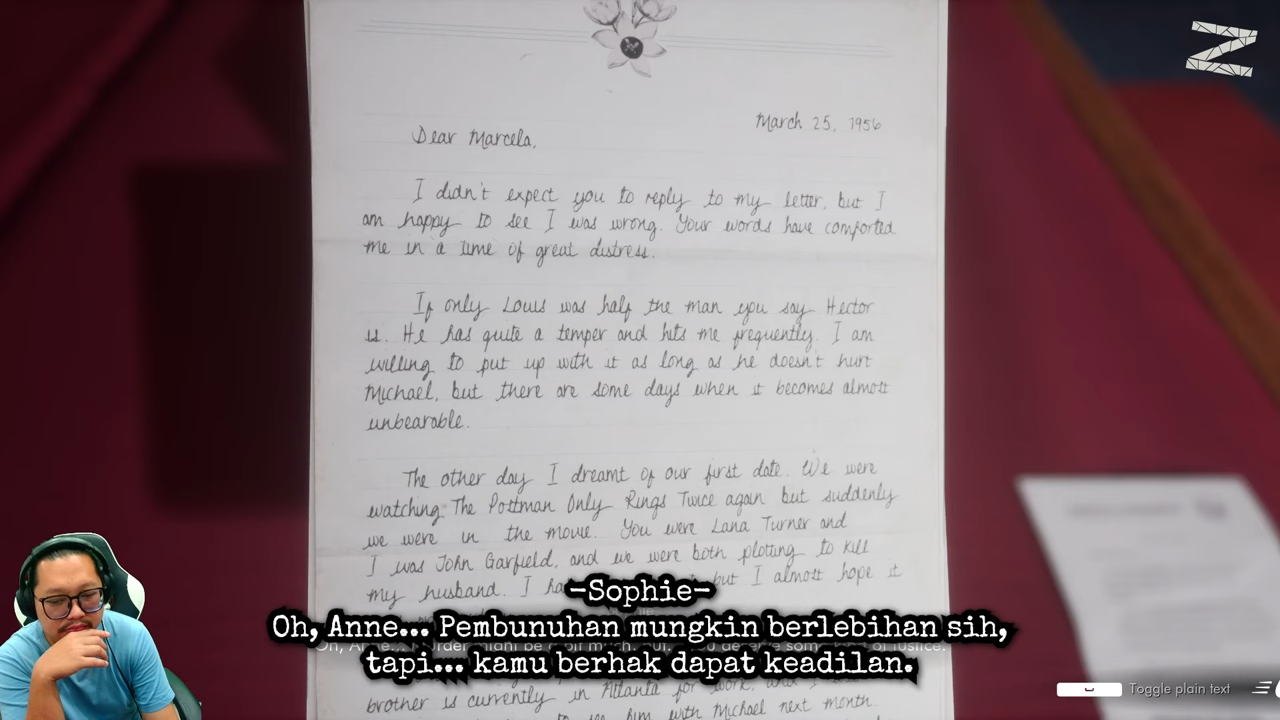 March 25, 1956
Dear Marcela,
I didn't expect you to reply to my letter, but I
am happy to see I was wrong. Your words have comforted
me in a time of great distress.
If only Louis was half the man you say Hector
is. He has quite a temper and hits me frequently. I am
willing to put up with it as long as he doesn't hurt
Michael, but there are some days when it becomes almost
unbearable.
The other day I dreamt of our first date. We were
watching The Postman Only Rings Twice again but suddenly
we were in the movie. You were Lana Turner and
I was John Garfield, and we were both plotting to kill
my husband. I but I almost hope it
-Sophie-
Oh, Anne... Pembunuhan mungkin berlebihan sih,
tapi... kamu berhak dapat keadilan.
brother is currently in Atlanta for work, and
to see him with Michael next month.
Toggle plain text
Z